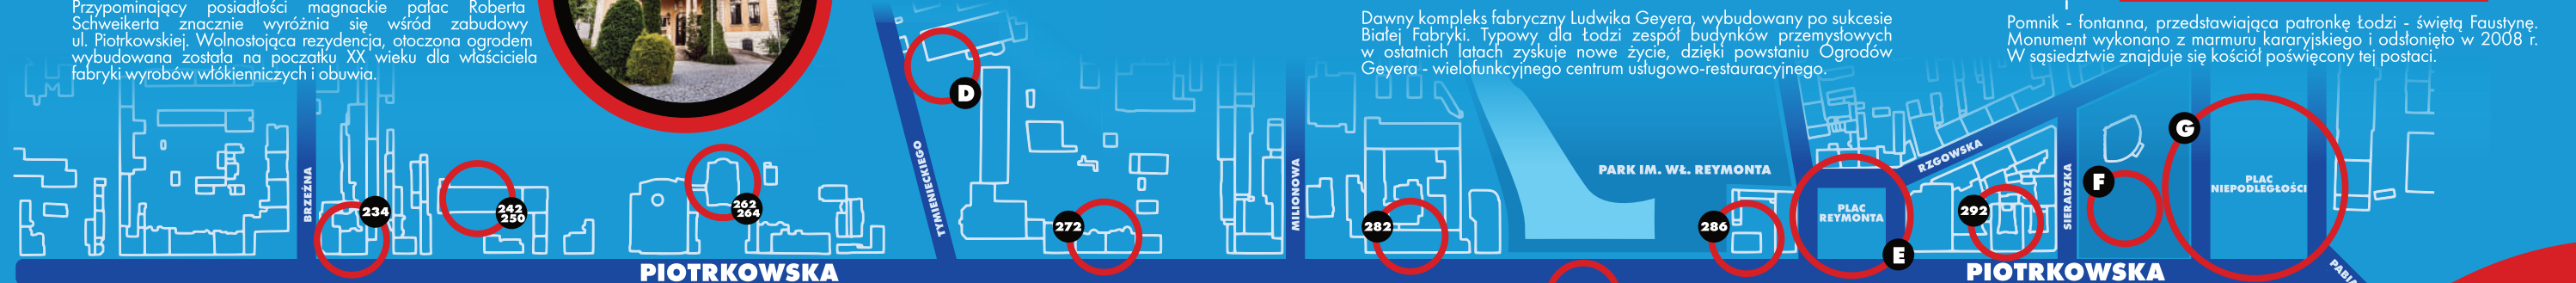 Przypominający posiadłości magnackie pałac Roberta
Schweikerta znacznie wyróżnia się wśród zabudowy
ul. Piotrkowskiej. Wolnostojąca rezydencja, otoczona ogrodem
wybudowana została na początku XX wieku dla właściciela
fabryki wyrobów włókienniczych i obuwia.
Dawny kompleks fabryczny Ludwika Geyera, wybudowany po sukcesie
Białej Fabryki. Typowy dla Łodzi zespół budynków przemysłowych
w ostatnich latach zyskuje nowe życie, dzięki powstaniu Ogrodów
Geyera - wielofunkcyjnego centrum usługowo-restauracyjnego.
Pomnik - fontanna, przedstawiająca patronkę Łodzi - świętą Faustynę.
Monument wykonano z marmuru kararyjskiego i odsłonięto w 2008 r.
W sąsiedztwie znajduje się kościół poświęcony tej postaci.
D
G
BRZEŹNA
TYMIENIECKIEGO
MILIONOWA
PARK IM. WŁ. REYMONTA
RZGOWSKA
SIERADZKA
F
PLAC
NIEPODLEGŁOŚCI
234
242
250
262
264
272
282
286
PLAC
REYMONTA
292
E
PIOTRKOWSKA
PIOTRKOWSKA
PABI